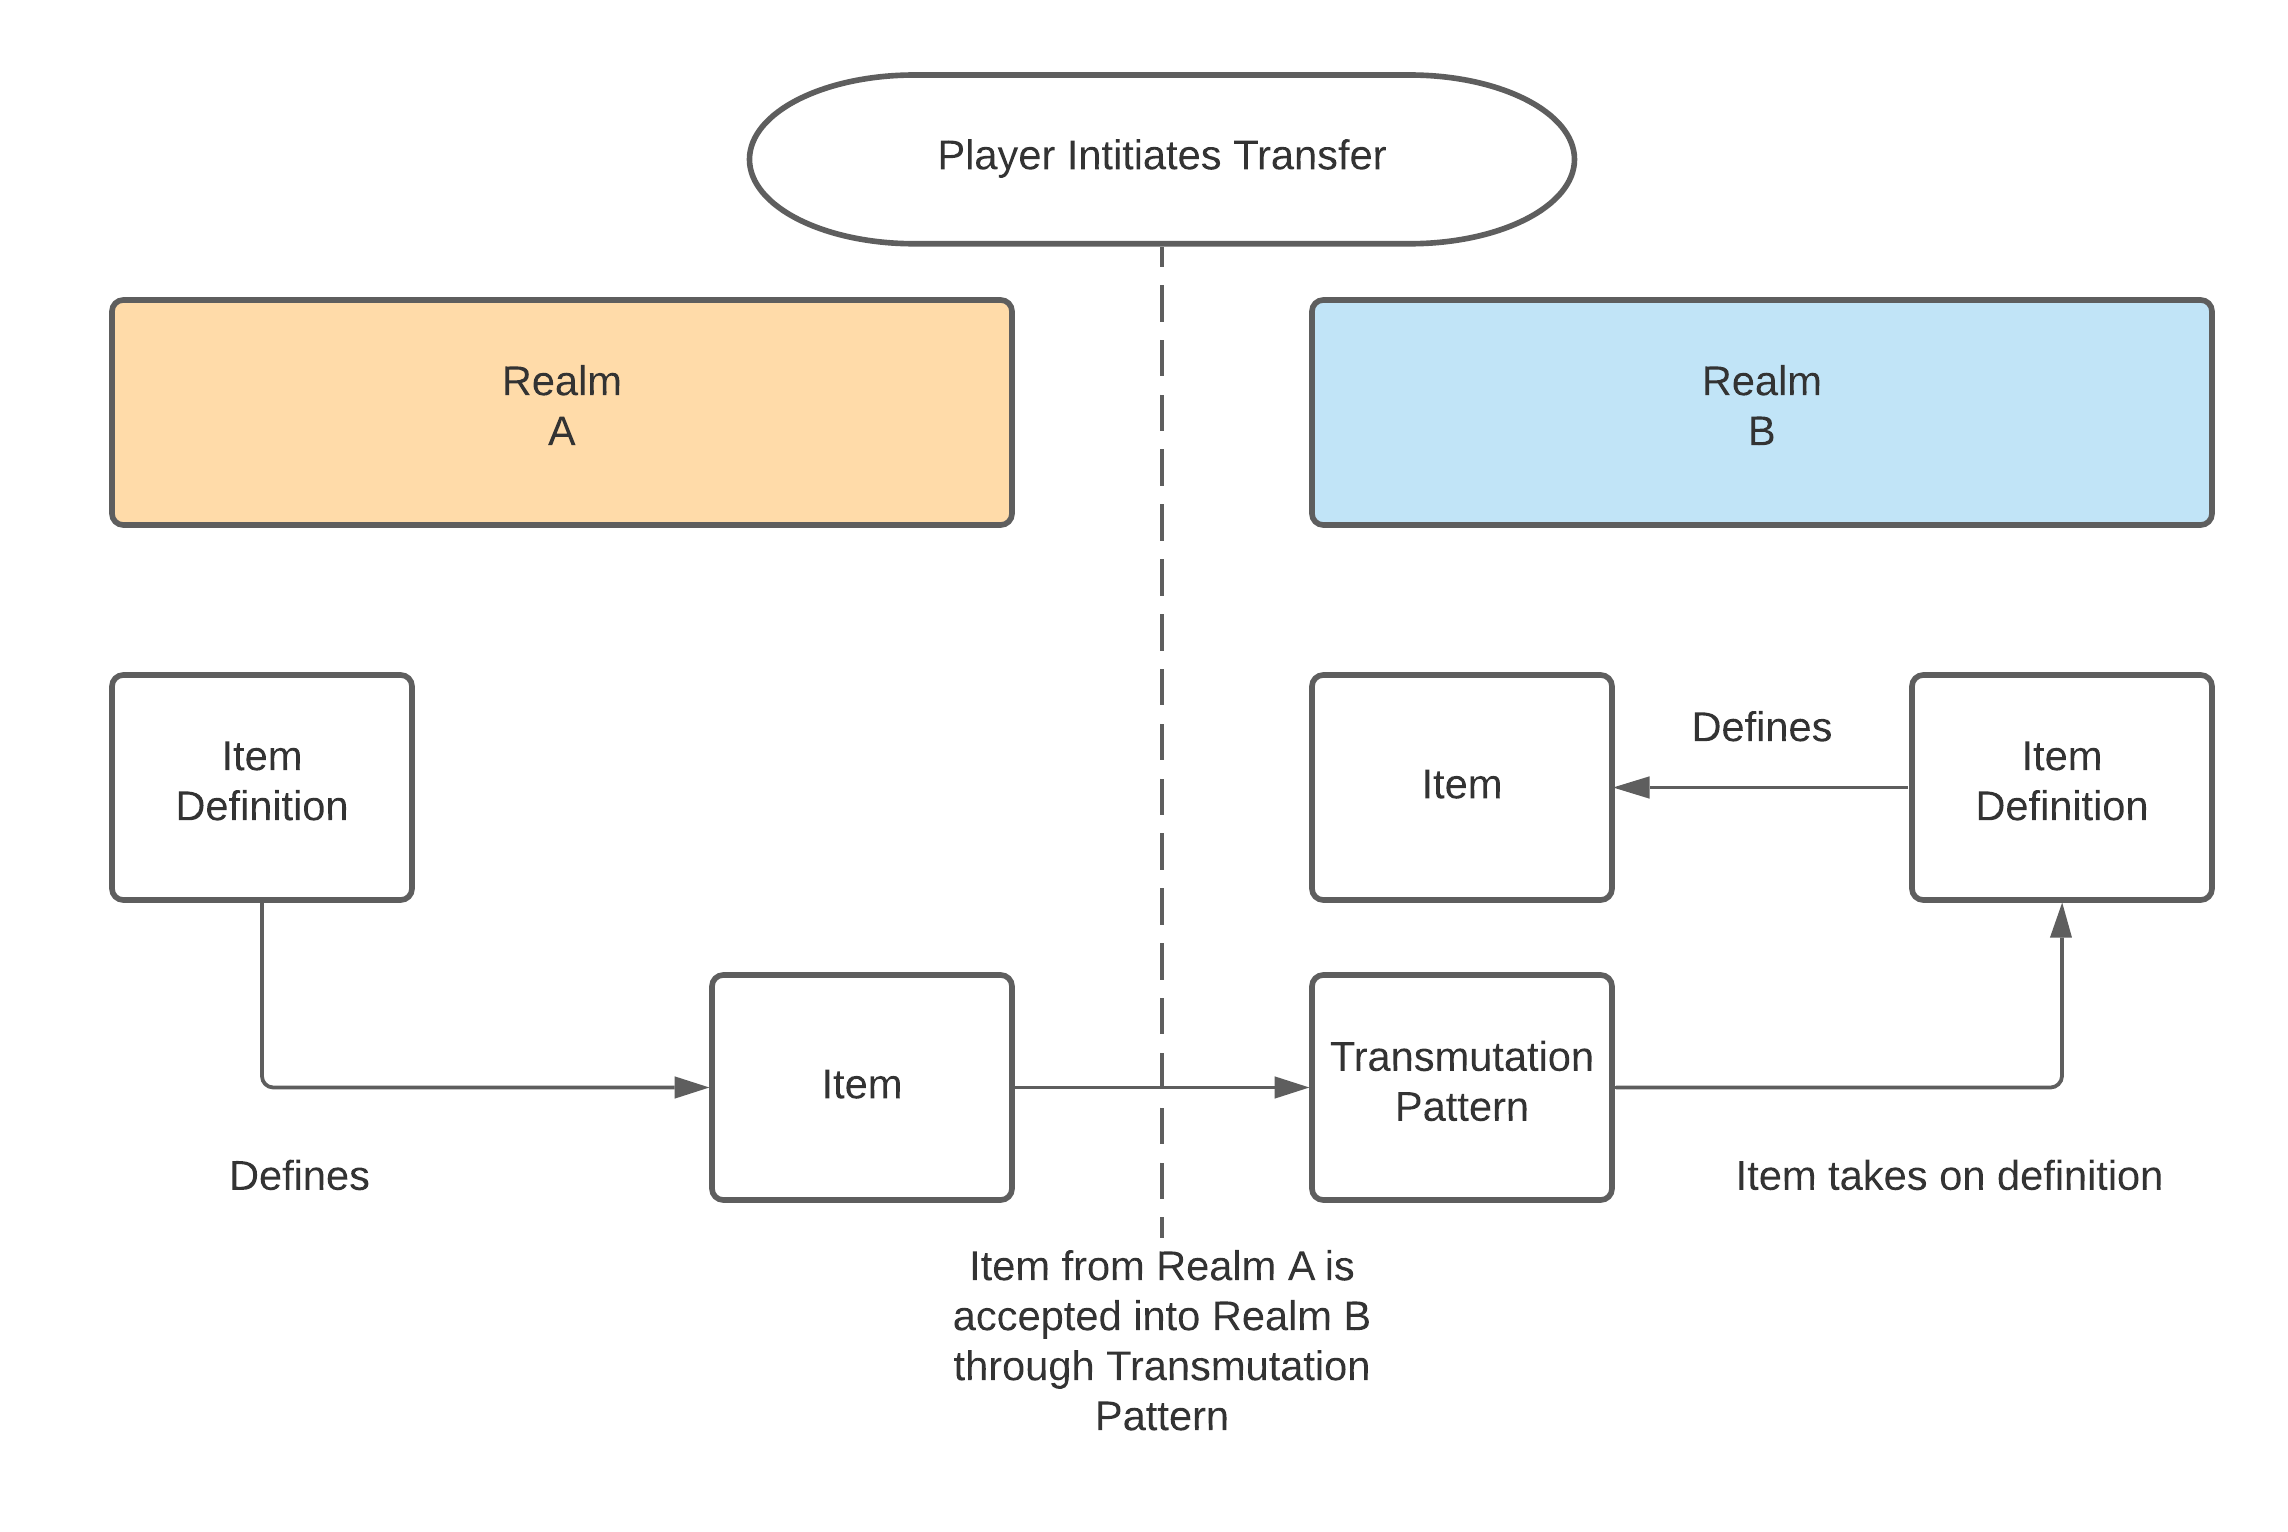 Player Intitiates Transfer
Realm
A
Realm
B
Item
Definition
Item
Defines
Item
Definition
Item
Transmutation
Pattern
Defines
Item takes on definition
Item from Realm A is
accepted into Realm B
through Transmutation
Pattern